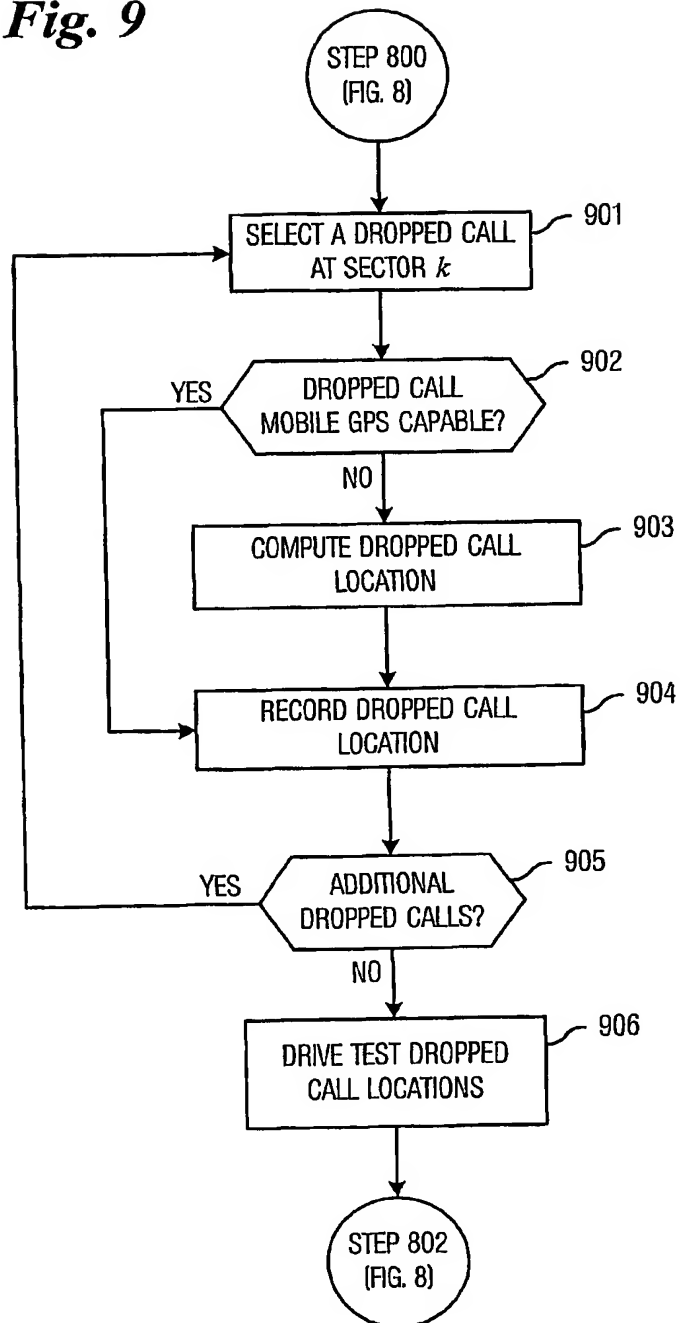 Fig. 9
STEP 800
(FIG. 8)
SELECT A DROPPED CALL
AT SECTOR k
901
DROPPED CALL
MOBILE GPS CAPABLE?
902
YES
NO
COMPUTE DROPPED CALL
LOCATION
903
RECORD DROPPED CALL
LOCATION
904
ADDITIONAL
DROPPED CALLS?
905
YES
NO
DRIVE TEST DROPPED
CALL LOCATIONS
906
STEP 802
(FIG. 8)